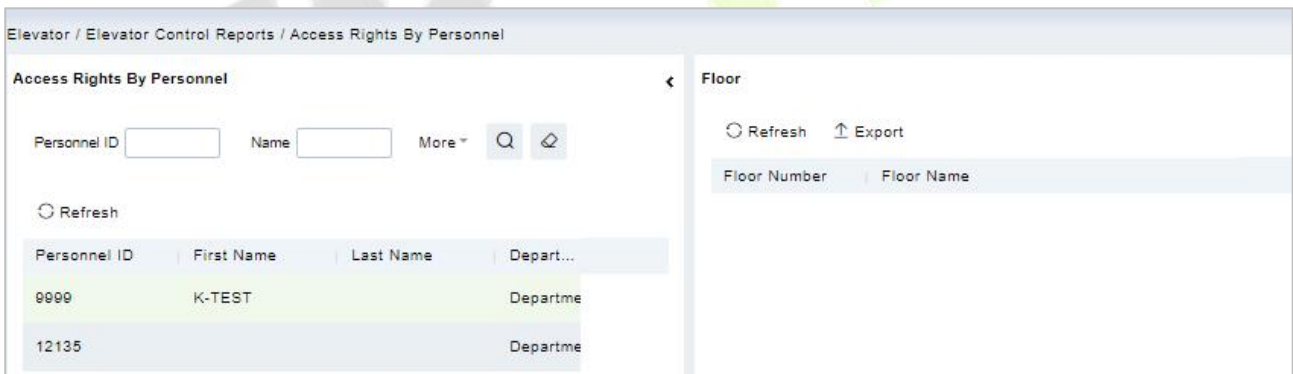 Elevator / Elevator Control Reports / Access Rights By Personnel
Access Rights By Personnel
Personnel ID Name More
Refresh
Personnel ID First Name Last Name Depart...
9999 K-TEST Departme
12135 Departme
Floor
Refresh Export
Floor Number Floor Name